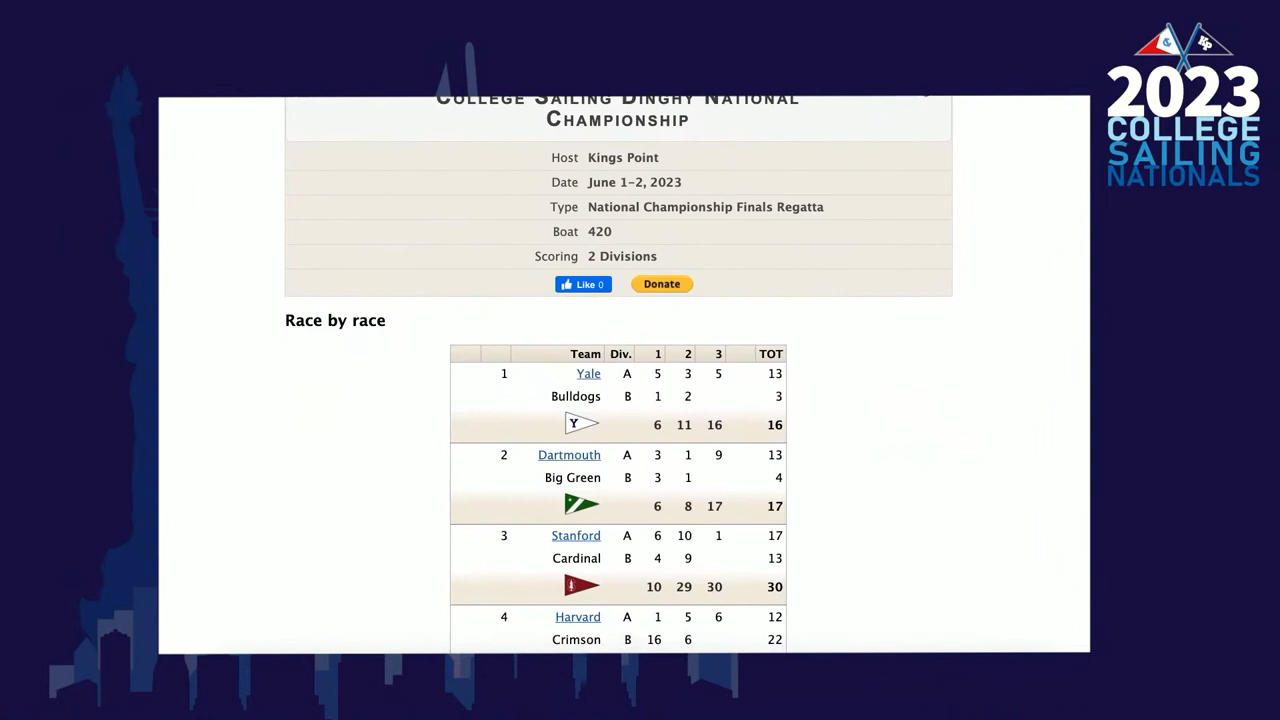 COLLEGE SAILING DINGHY NATIONAL
CHAMPIONSHIP
Host Kings Point
Date June 1-2, 2023
Type National Championship Finals Regatta
Boat 420
Scoring 2 Divisions
Like 0 Donate
Race by race
Team Div. 1 2 3 TOT
1 Yale A 5 3 5 13
Bulldogs B 1 2 3
Y 6 11 16 16
2 Dartmouth A 3 1 9 13
Big Green B 3 1 4
6 8 17 17
3 Stanford A 6 10 1 17
Cardinal B 4 9 13
10 29 30 30
4 Harvard A 1 5 6 12
Crimson B 16 6 22
KP
2023
COLLEGE
SAILING
NATIONALS